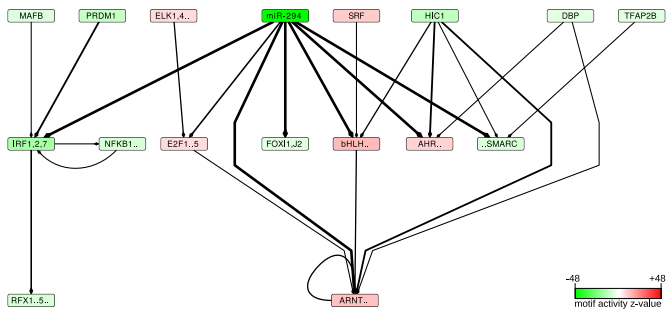 MAFB PRDM1 ELK1,4.. miR-294 SRF HIC1 DBP TFAP2B
IRF1,2,7 NFKB1.. E2F1..5 FOXI1,J2 bHLH.. AHR.. ..SMARC
RFX1..5.. ARNT..
-48 +48
motif activity z-value